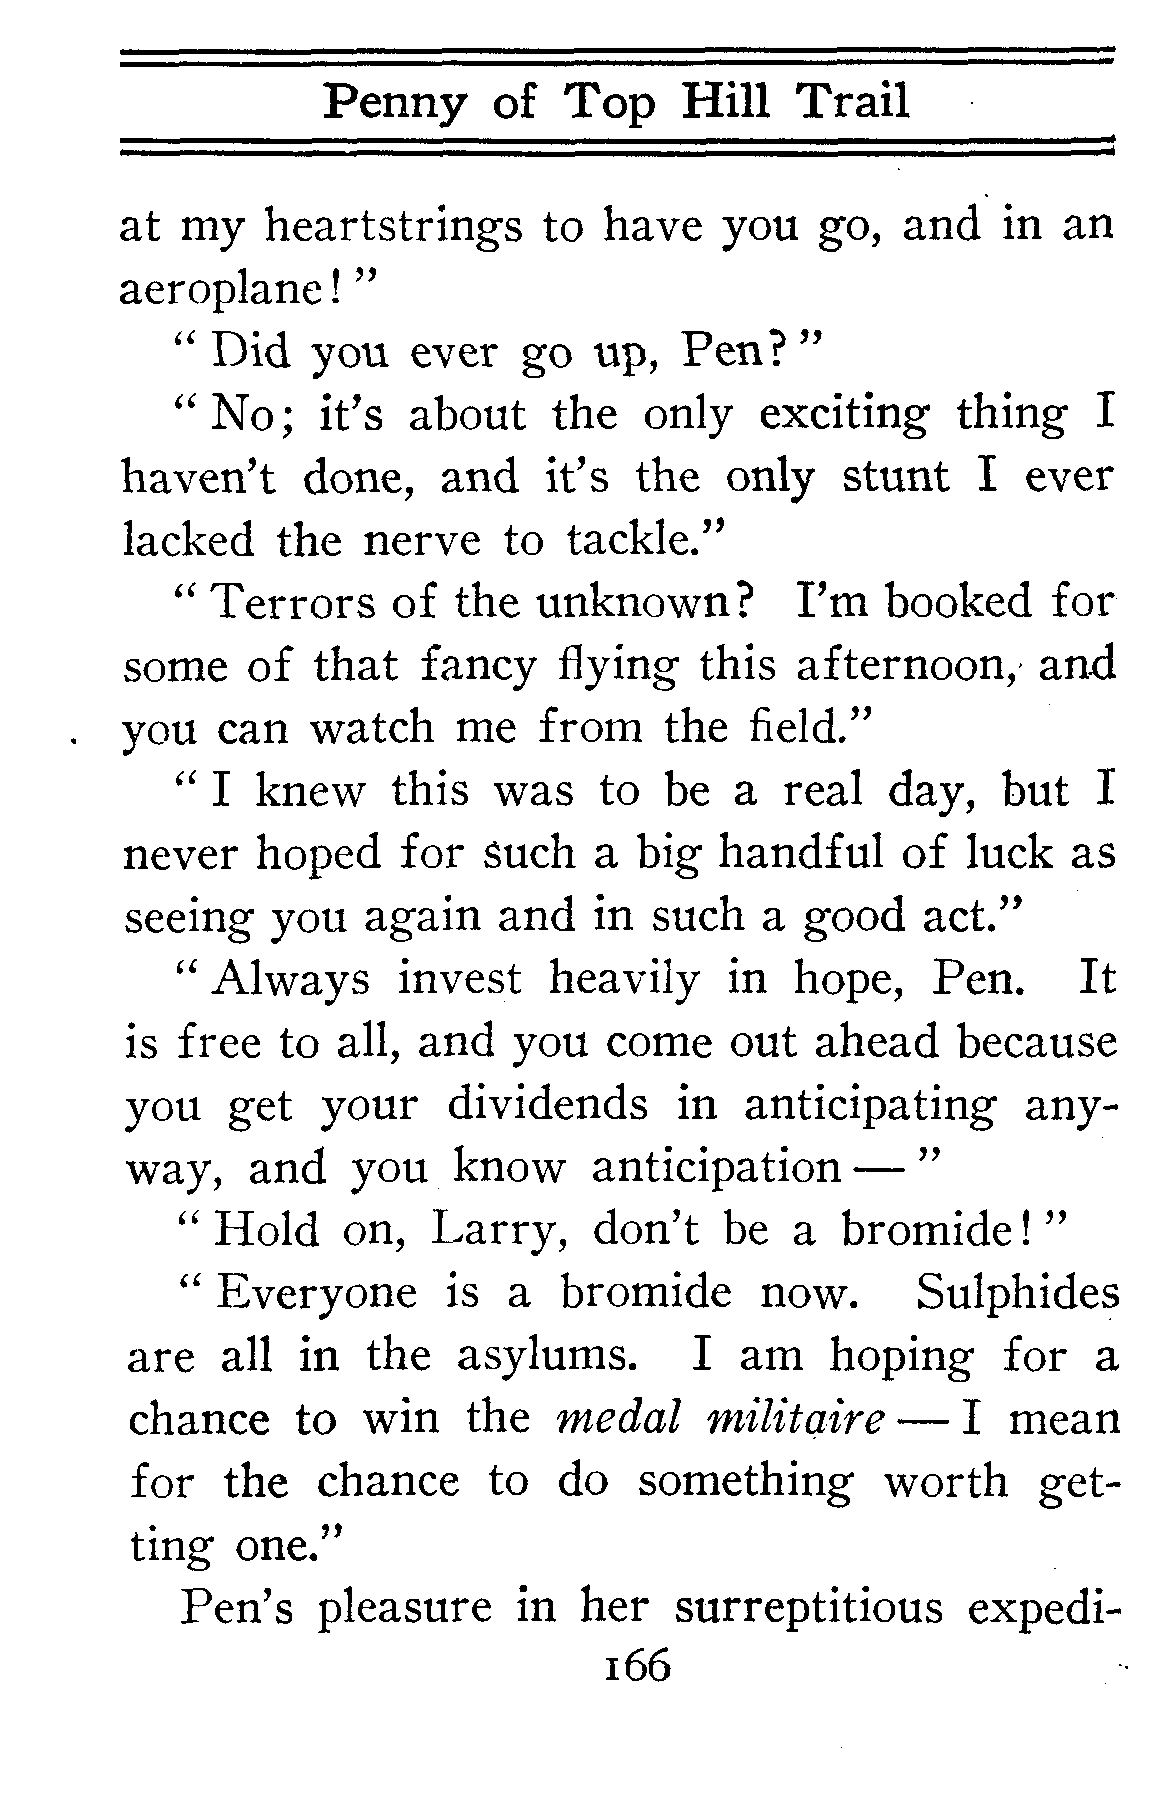 Penny of Top Hill Trail
at my heartstrings to have you go, and in an
aeroplane! "
" Did you ever go up, Pen? "
" No; it's about the only exciting thing I
haven't done, and it's the only stunt I ever
lacked the nerve to tackle."
" Terrors of the unknown? I'm booked for
some of that fancy flying this afternoon, and
you can watch me from the field."
" I knew this was to be a real day, but I
never hoped for such a big handful of luck as
seeing you again and in such a good act."
" Always invest heavily in hope, Pen. It
is free to all, and you come out ahead because
you get your dividends in anticipating any-
way, and you know anticipation — "
" Hold on, Larry, don't be a bromide! "
" Everyone is a bromide now. Sulphides
are all in the asylums. I am hoping for a
chance to win the medal militaire — I mean
for the chance to do something worth get-
ting one."
Pen's pleasure in her surreptitious expedi-
166